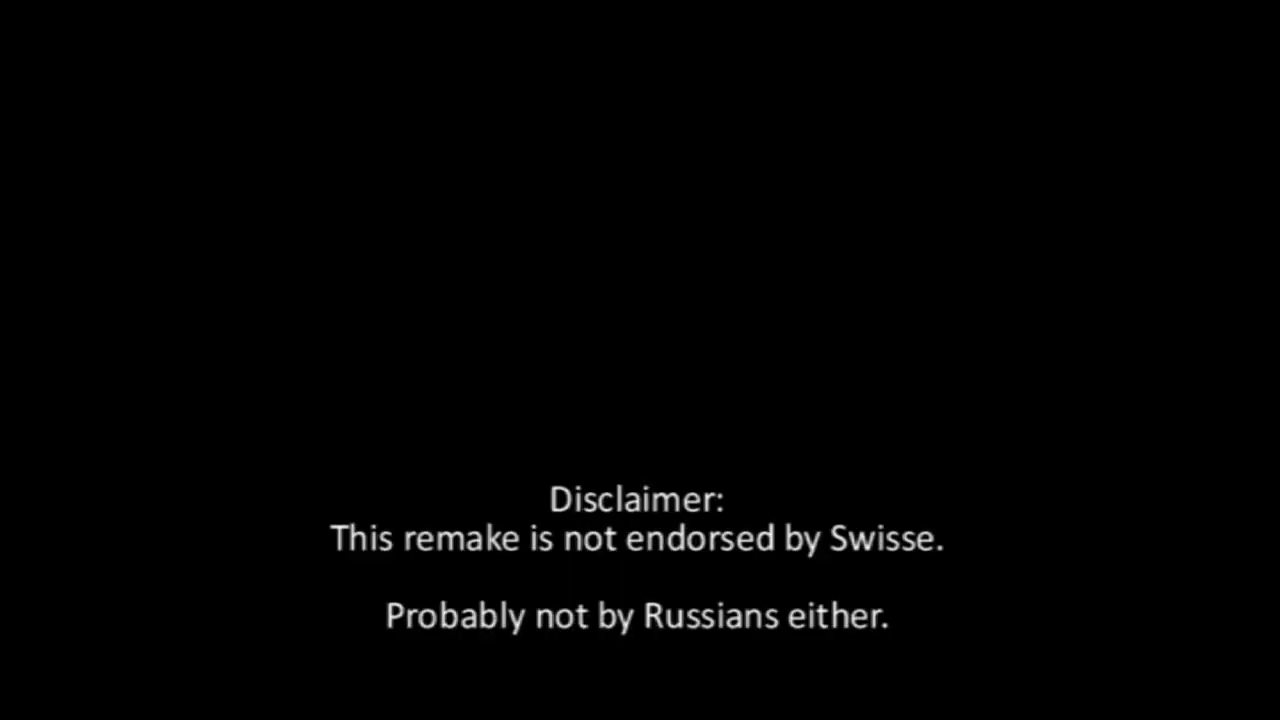 Disclaimer:
This remake is not endorsed by Swisse.
Probably not by Russians either.